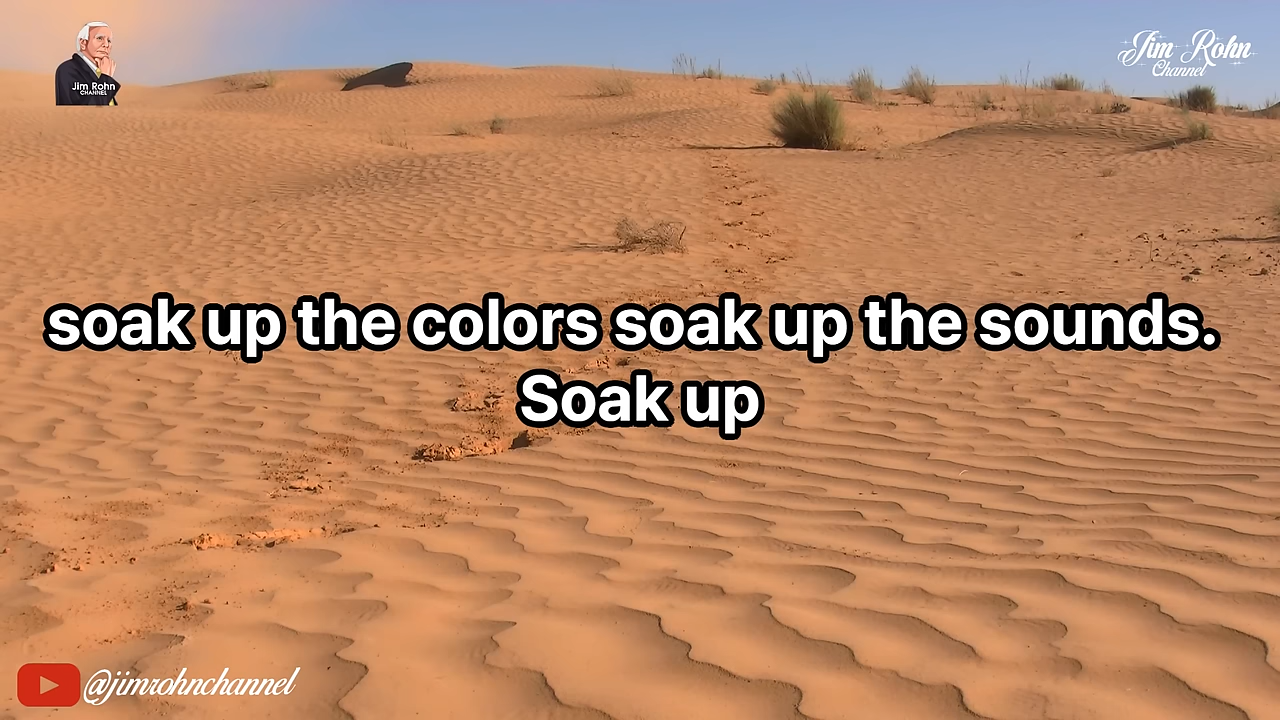 Jim Rohn
CHANNEL
Jim Rohn
Channel
soak up the colors soak up the sounds.
Soak up
@jimrohnchannel